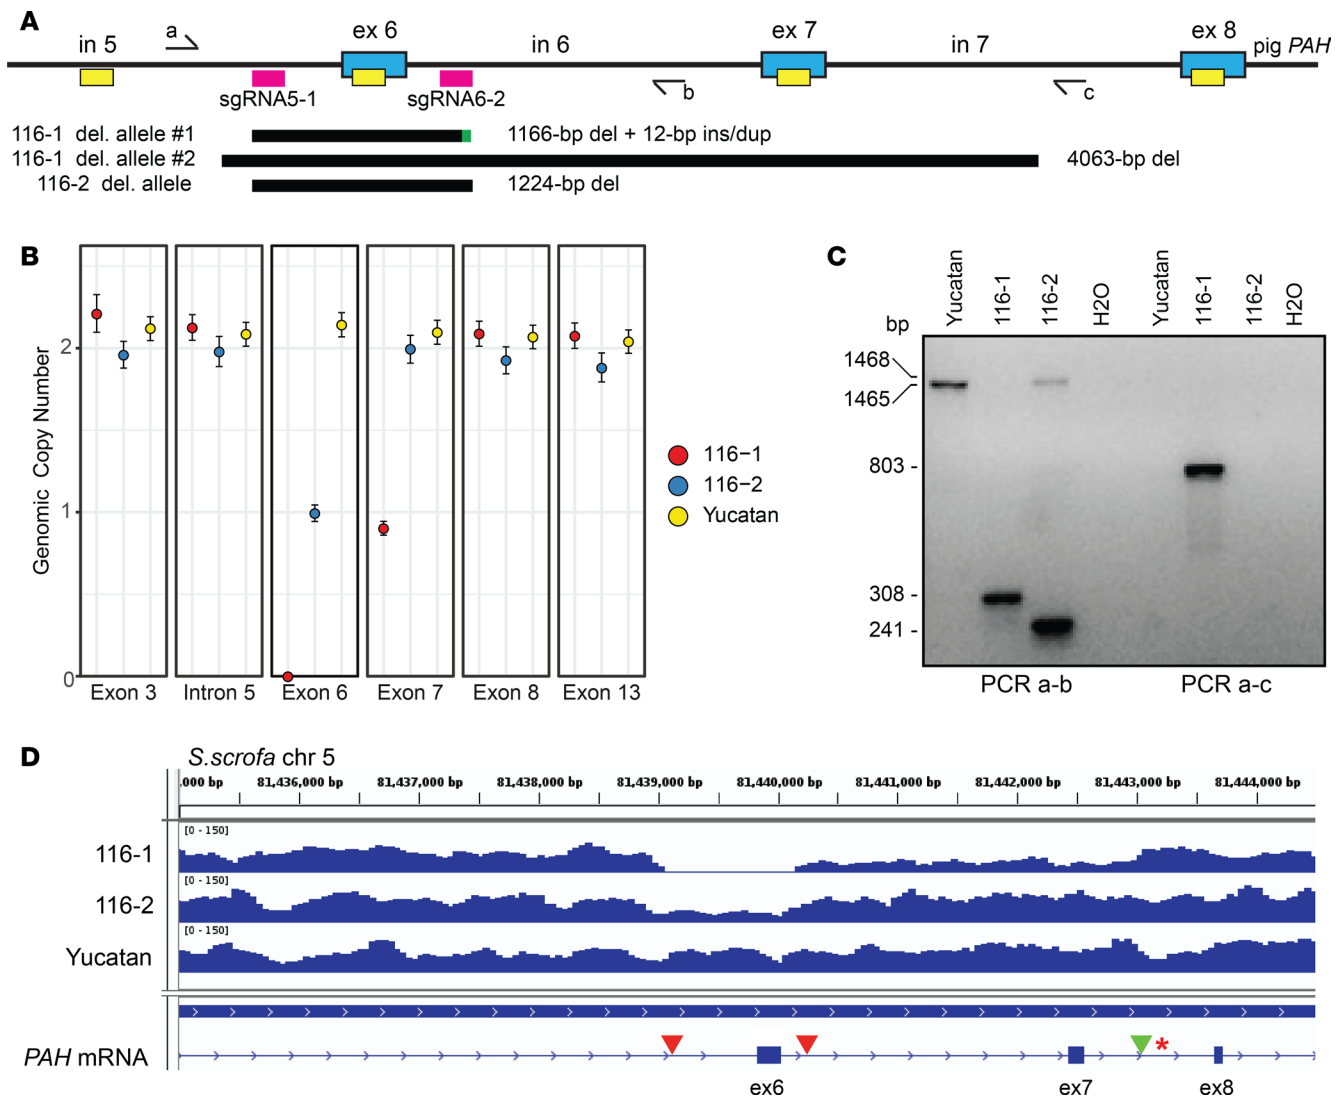 A
in 5
a
ex 6
in 6
ex 7
in 7
ex 8
pig PAH
sgRNA5-1
sgRNA6-2
b
c
116-1 del. allele #1
1166-bp del + 12-bp ins/dup
116-1 del. allele #2
4063-bp del
116-2 del. allele
1224-bp del
B
Genomic Copy Number
2
1
0
Exon 3
Intron 5
Exon 6
Exon 7
Exon 8
Exon 13
116−1
116−2
Yucatan
C
bp
Yucatan
116-1
116-2
H2O
Yucatan
116-1
116-2
H2O
1468
1465
803 -
308 -
241 -
PCR a-b
PCR a-c
D
S.scrofa chr 5
,000 bp
81,436,000 bp
81,437,000 bp
81,438,000 bp
81,439,000 bp
81,440,000 bp
81,441,000 bp
81,442,000 bp
81,443,000 bp
81,444,000 bp
[0 - 150]
116-1
[0 - 150]
116-2
[0 - 150]
Yucatan
PAH mRNA
*
ex6
ex7
ex8